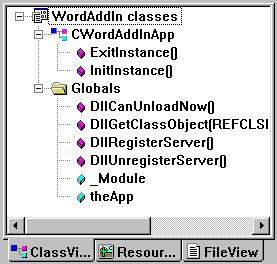 WordAddIn classes
CWordAddInApp
ExitInstance()
InitInstance()
Globals
DllCanUnloadNow()
DllGetClassObject(REFCLSI
DllRegisterServer()
DllUnregisterServer()
_Module
theApp
ClassVi... Resour... FileView